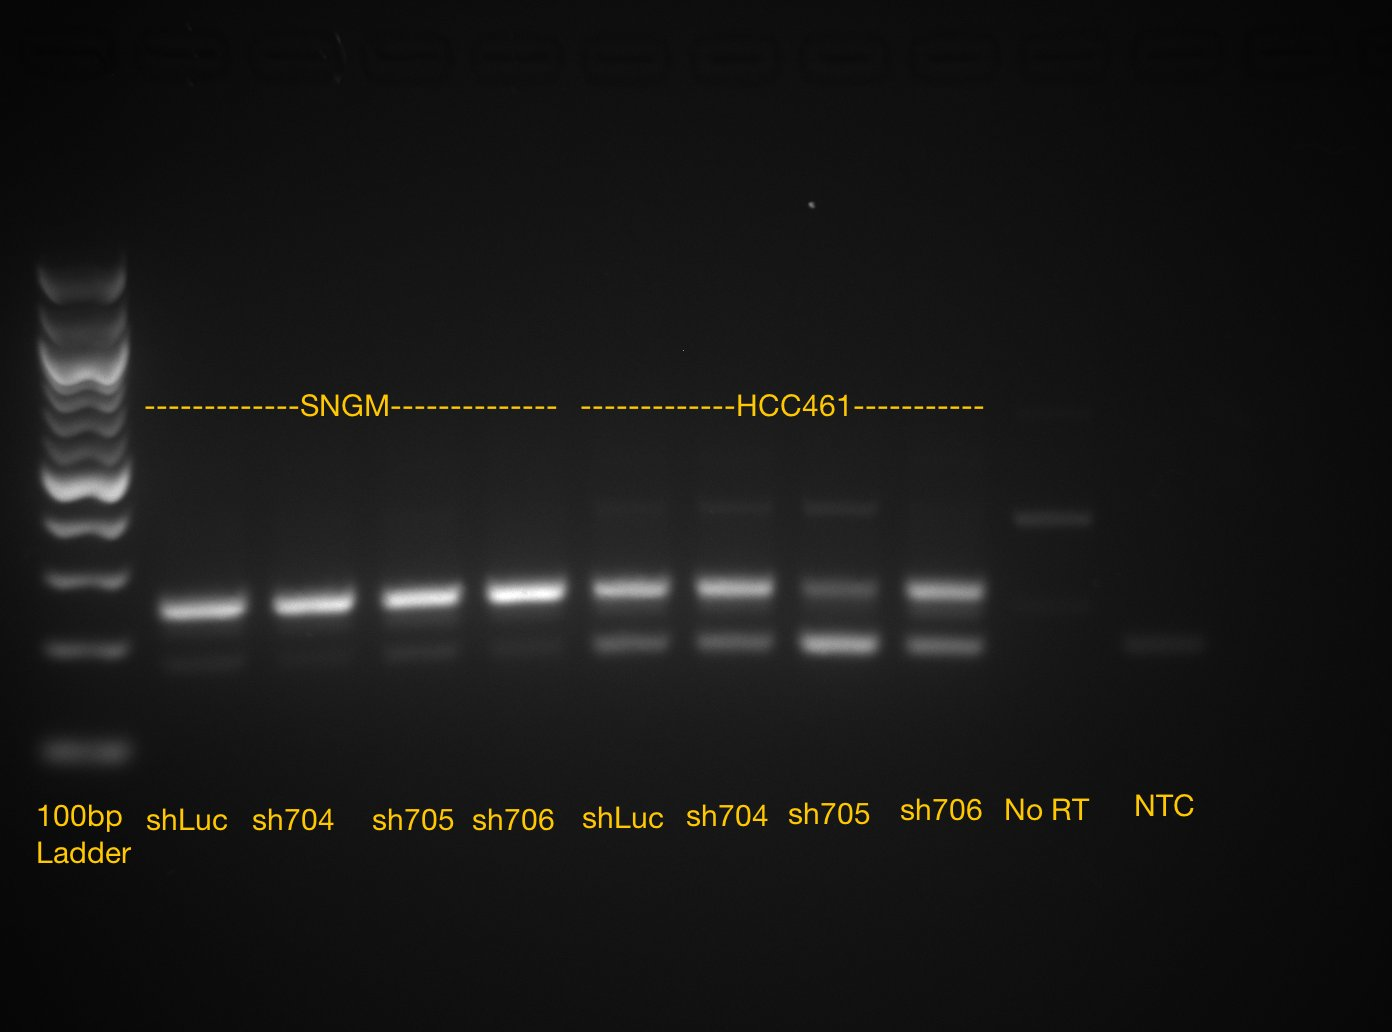 -------------SNGM--------------
-------------HCC461-----------
100bp
Ladder
shLuc
sh704
sh705
sh706
shLuc
sh704
sh705
sh706
No RT
NTC